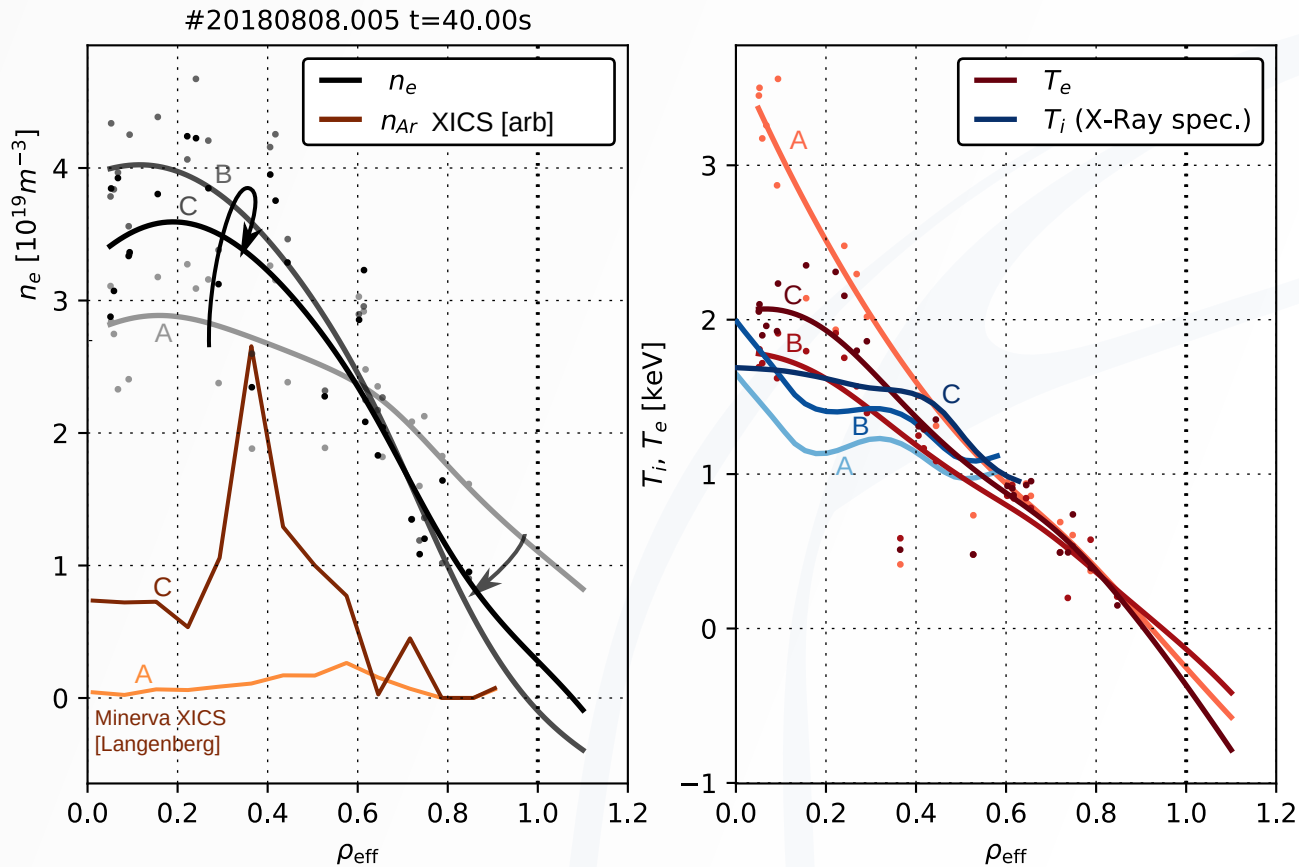 #20180808.005 t=40.00s
n_e
n_Ar XICS [arb]
n_e [10^19 m^−3]
4
3
2
1
0
B
C
A
C
A
Minerva XICS
[Langenberg]
0.0 0.2 0.4 0.6 0.8 1.0 1.2
ρ_eff
T_e
T_i (X-Ray spec.)
T_i, T_e [keV]
3
2
1
0
−1
A
C
B
C
B
A
0.0 0.2 0.4 0.6 0.8 1.0 1.2
ρ_eff